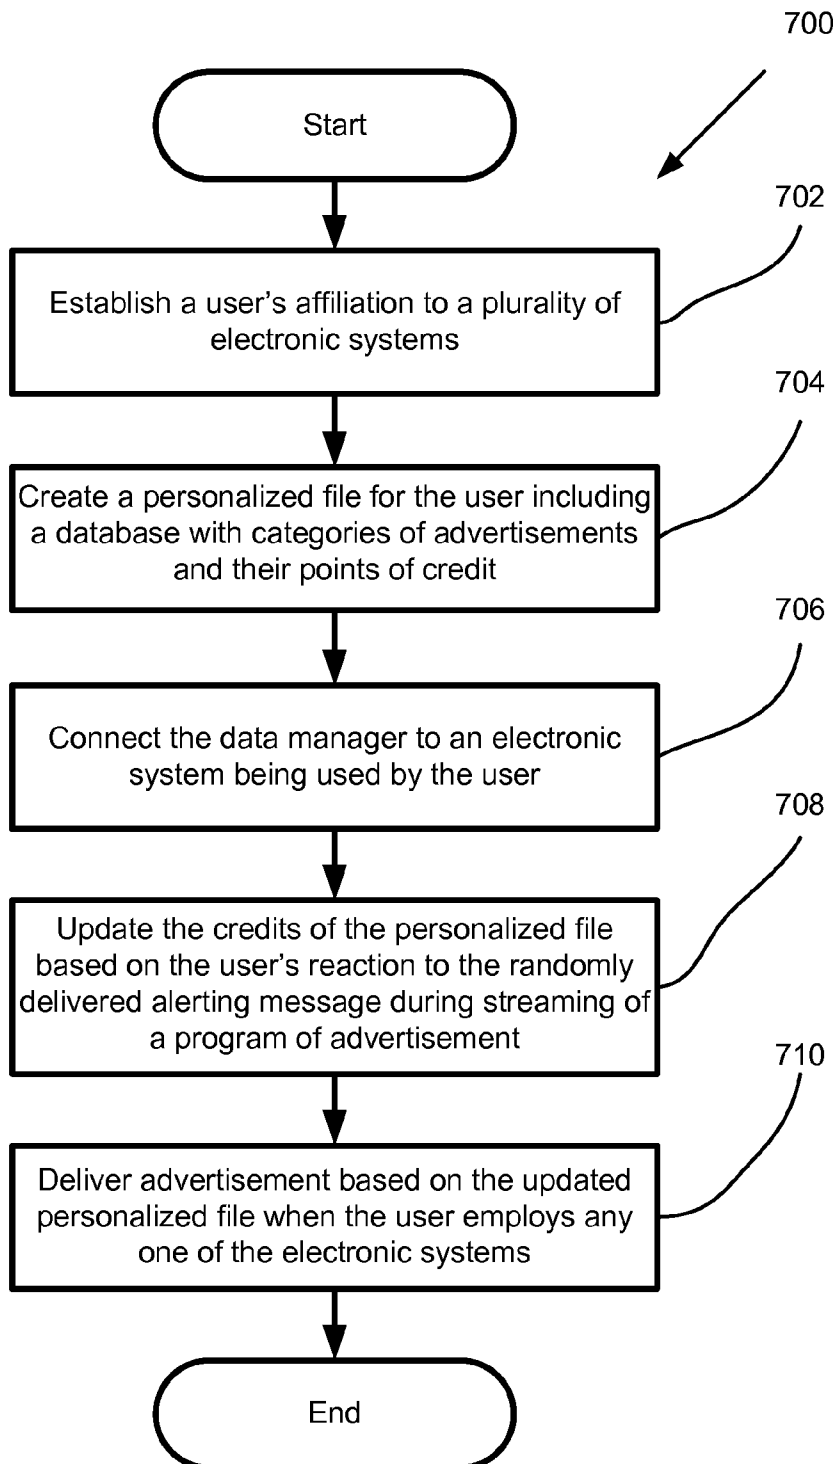 700
Start
702
Establish a user's affiliation to a plurality of
electronic systems
704
Create a personalized file for the user including
a database with categories of advertisements
and their points of credit
706
Connect the data manager to an electronic
system being used by the user
708
Update the credits of the personalized file
based on the user's reaction to the randomly
delivered alerting message during streaming of
a program of advertisement
710
Deliver advertisement based on the updated
personalized file when the user employs any
one of the electronic systems
End